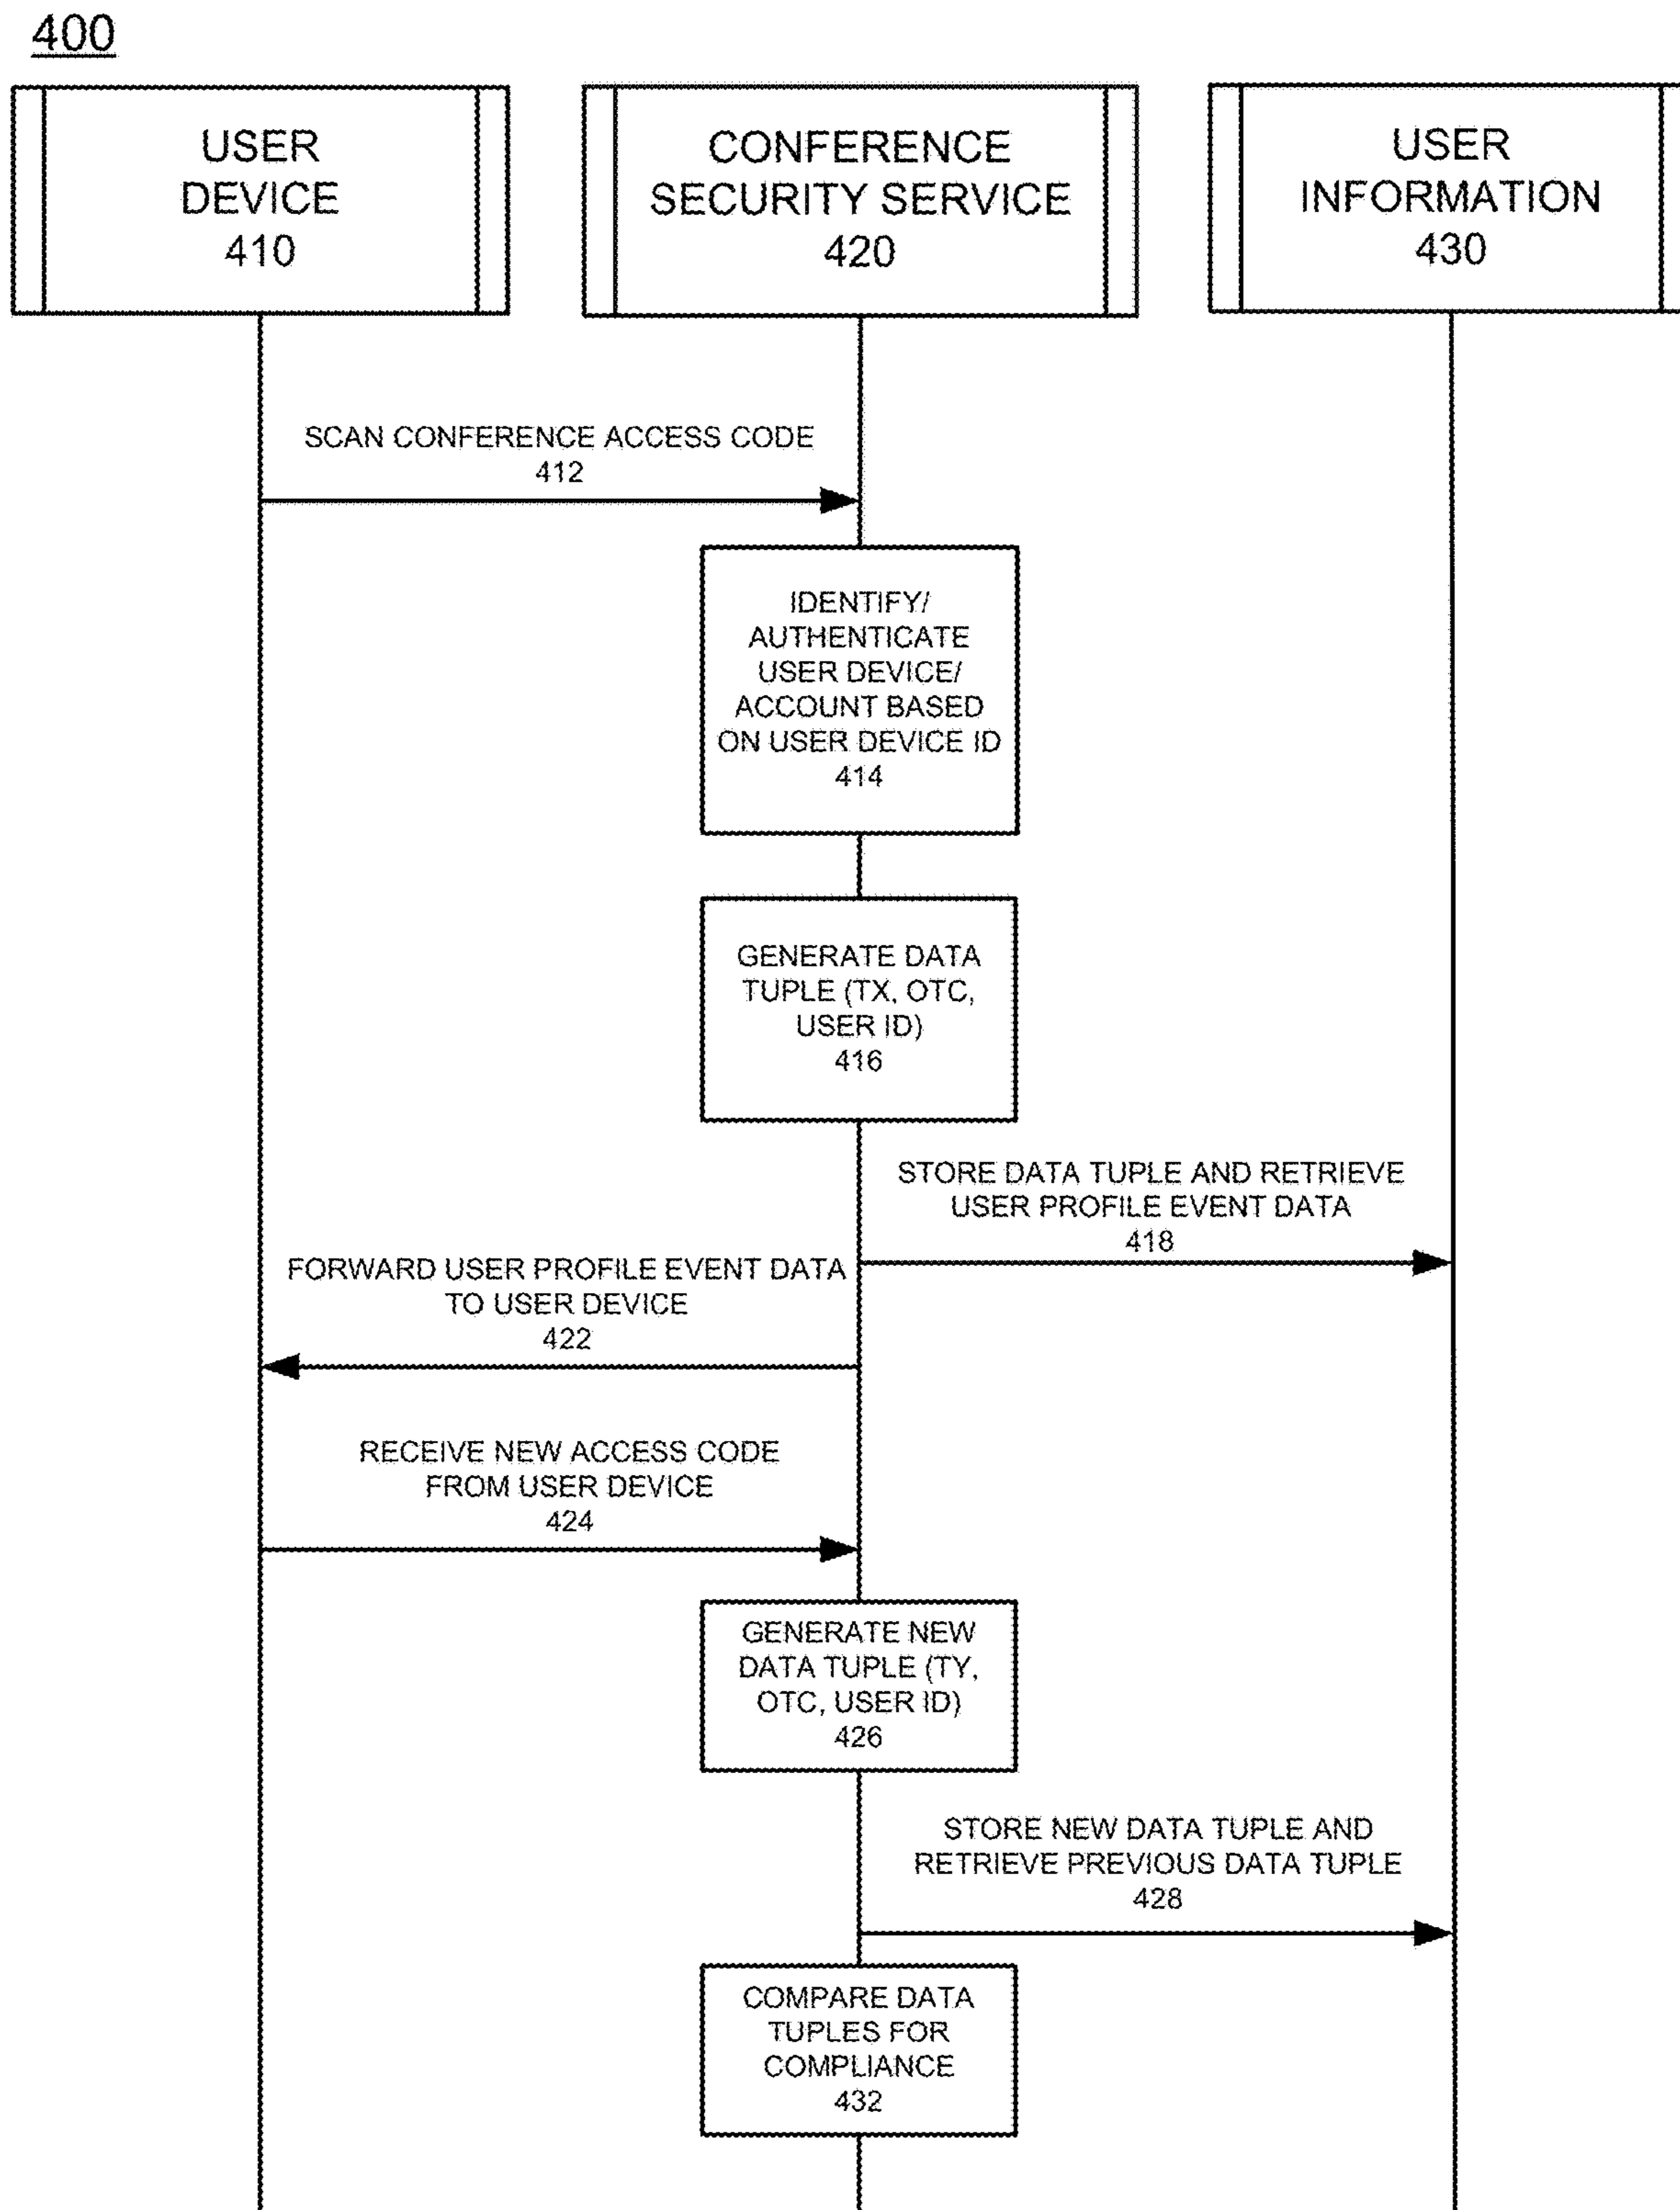 400
USER
DEVICE
410
CONFERENCE
SECURITY SERVICE
420
USER
INFORMATION
430
SCAN CONFERENCE ACCESS CODE
412
IDENTIFY/
AUTHENTICATE
USER DEVICE/
ACCOUNT BASED
ON USER DEVICE ID
414
GENERATE DATA
TUPLE (TX, OTC,
USER ID)
416
STORE DATA TUPLE AND RETRIEVE
USER PROFILE EVENT DATA
418
FORWARD USER PROFILE EVENT DATA
TO USER DEVICE
422
RECEIVE NEW ACCESS CODE
FROM USER DEVICE
424
GENERATE NEW
DATA TUPLE (TY,
OTC, USER ID)
426
STORE NEW DATA TUPLE AND
RETRIEVE PREVIOUS DATA TUPLE
428
COMPARE DATA
TUPLES FOR
COMPLIANCE
432